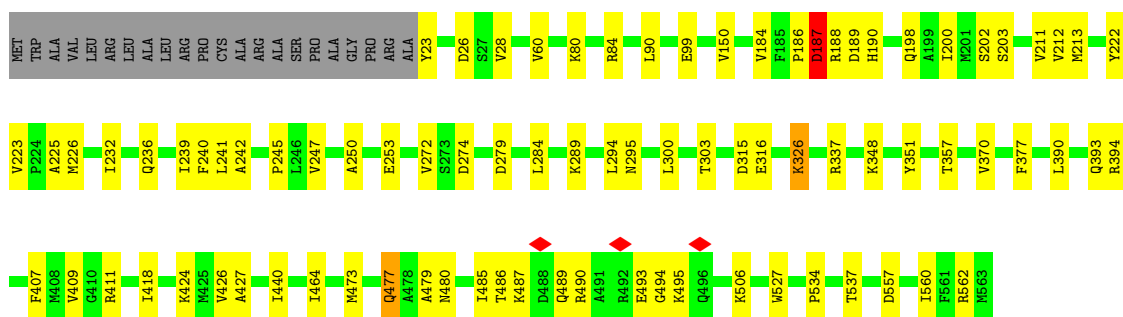 MET TRP ALA VAL LEU ARG LEU ALA LEU ARG PRO CYS ALA ARG ALA SER PRO ALA GLY PRO ARG ALA Y23 D26 S27 V28 V60 K80 R84 L90 E99 V150 V184 F185 P186 D187 R188 D189 H190 Q198 A199 I200 M201 S202 S203 V211 V212 M213 Y222
V223 P224 A225 M226 I232 Q236 I239 F240 L241 A242 P245 L246 V247 A250 E253 V272 S273 D274 D279 L284 K289 L294 N295 L300 T303 D315 E316 K326 R337 K348 Y351 T357 V370 F377 L390 Q393 R394
F407 M408 V409 G410 R411 I418 K424 M425 V426 A427 I440 I464 M473 Q477 A478 A479 N480 I485 T486 K487 D488 Q489 R490 A491 R492 E493 G494 K495 Q496 K506 W527 P534 T537 D557 I560 F561 R562 M563